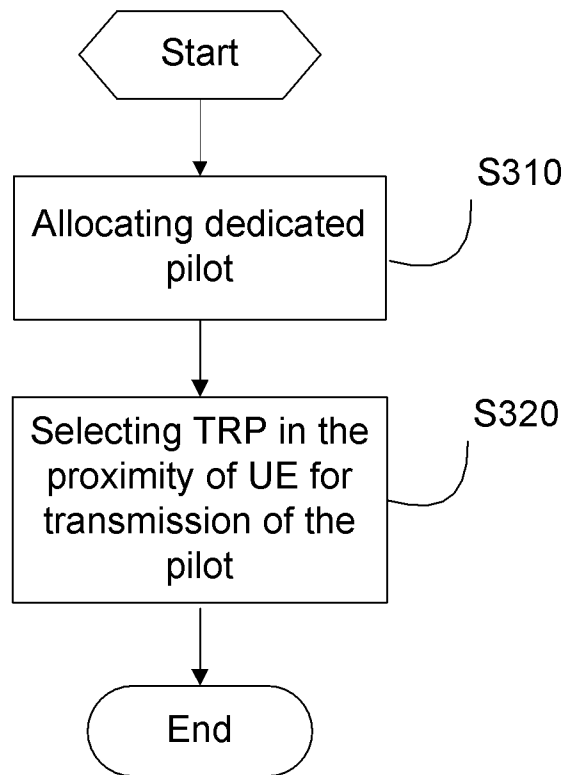 Start
S310
Allocating dedicated
pilot
S320
Selecting TRP in the
proximity of UE for
transmission of the
pilot
End